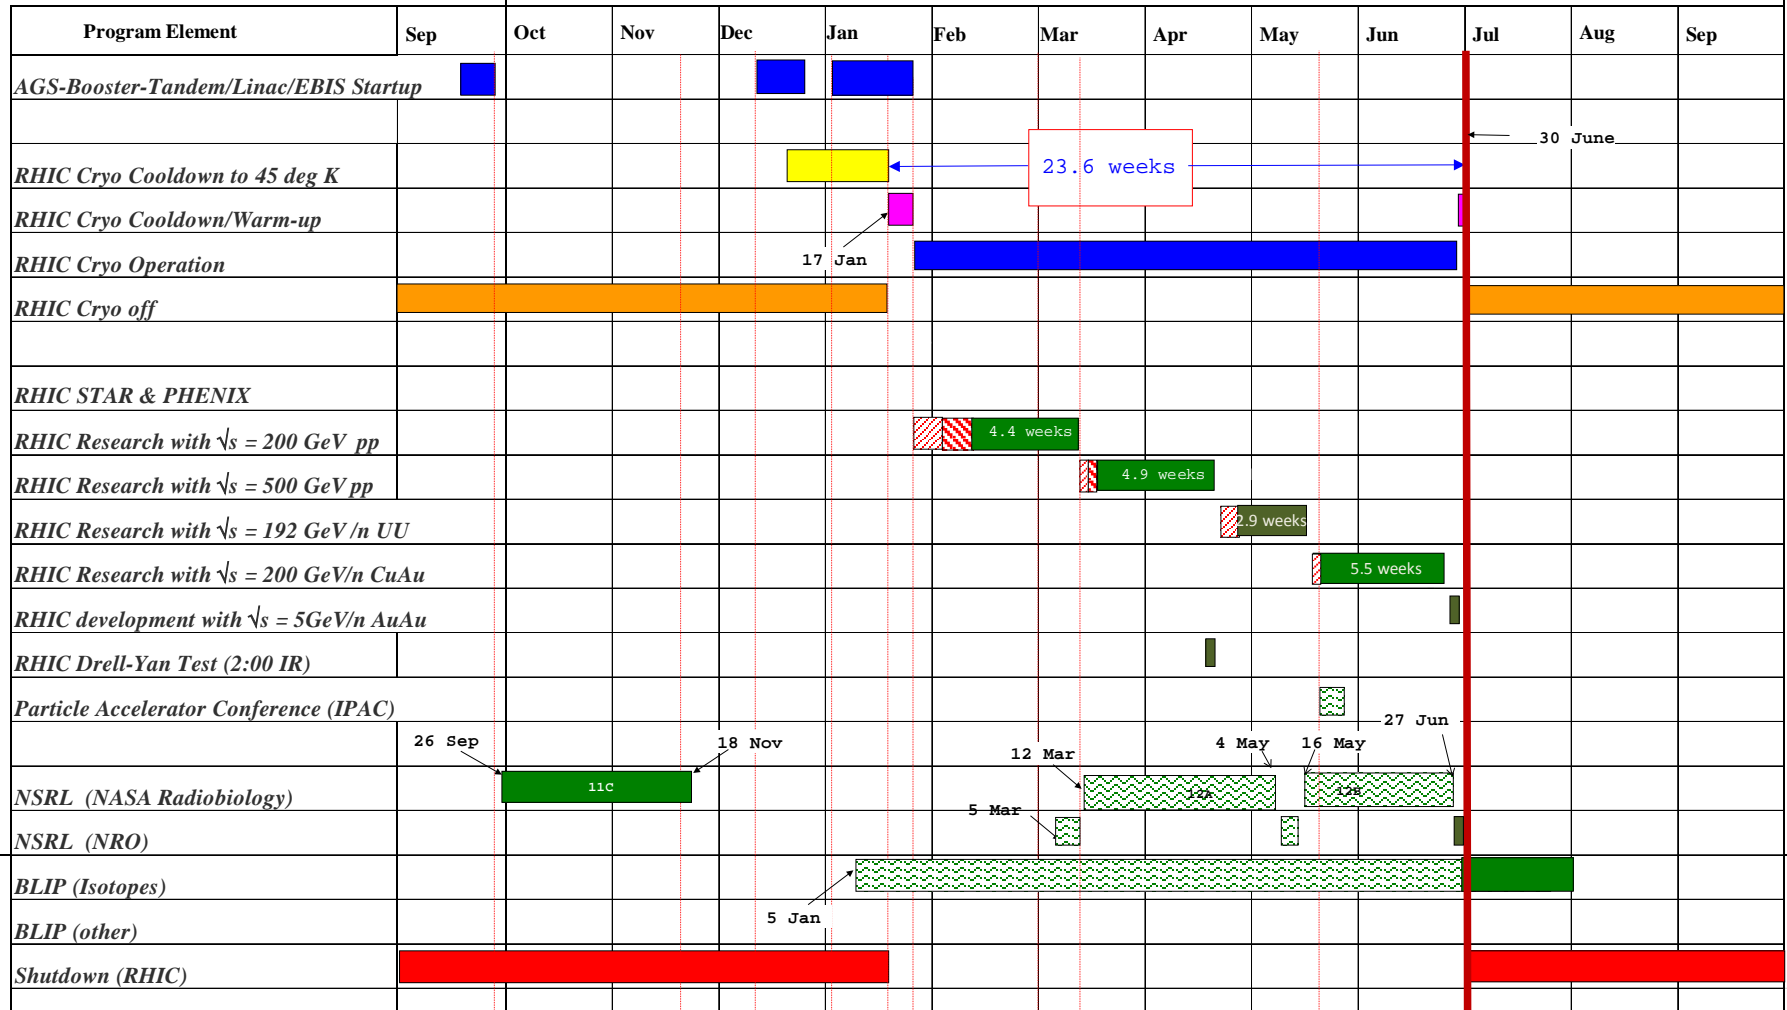 Program Element Sep Oct Nov Dec Jan Feb Mar Apr May Jun Jul Aug Sep
AGS-Booster-Tandem/Linac/EBIS Startup
30 June
RHIC Cryo Cooldown to 45 deg K 23.6 weeks
RHIC Cryo Cooldown/Warm-up
17 Jan
RHIC Cryo Operation
RHIC Cryo off
RHIC STAR & PHENIX
RHIC Research with √s = 200 GeV pp 4.4 weeks
RHIC Research with √s = 500 GeV pp 4.9 weeks
RHIC Research with √s = 192 GeV /n UU 2.9 weeks
RHIC Research with √s = 200 GeV/n CuAu 5.5 weeks
RHIC development with √s = 5GeV/n AuAu
RHIC Drell-Yan Test (2:00 IR)
Particle Accelerator Conference (IPAC)
27 Jun
26 Sep 18 Nov 12 Mar 4 May 16 May
NSRL (NASA Radiobiology) 11C 12A 12B
5 Mar
NSRL (NRO)
BLIP (Isotopes)
5 Jan
BLIP (other)
Shutdown (RHIC)